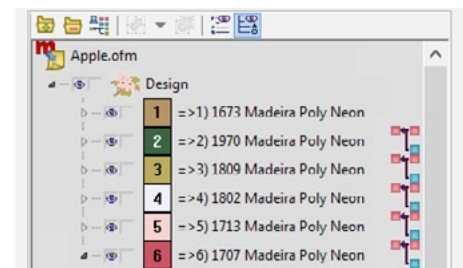 Apple.ofm
Design
1 =>1) 1673 Madeira Poly Neon
2 =>2) 1970 Madeira Poly Neon
3 =>3) 1809 Madeira Poly Neon
4 =>4) 1802 Madeira Poly Neon
5 =>5) 1713 Madeira Poly Neon
6 =>6) 1707 Madeira Poly Neon